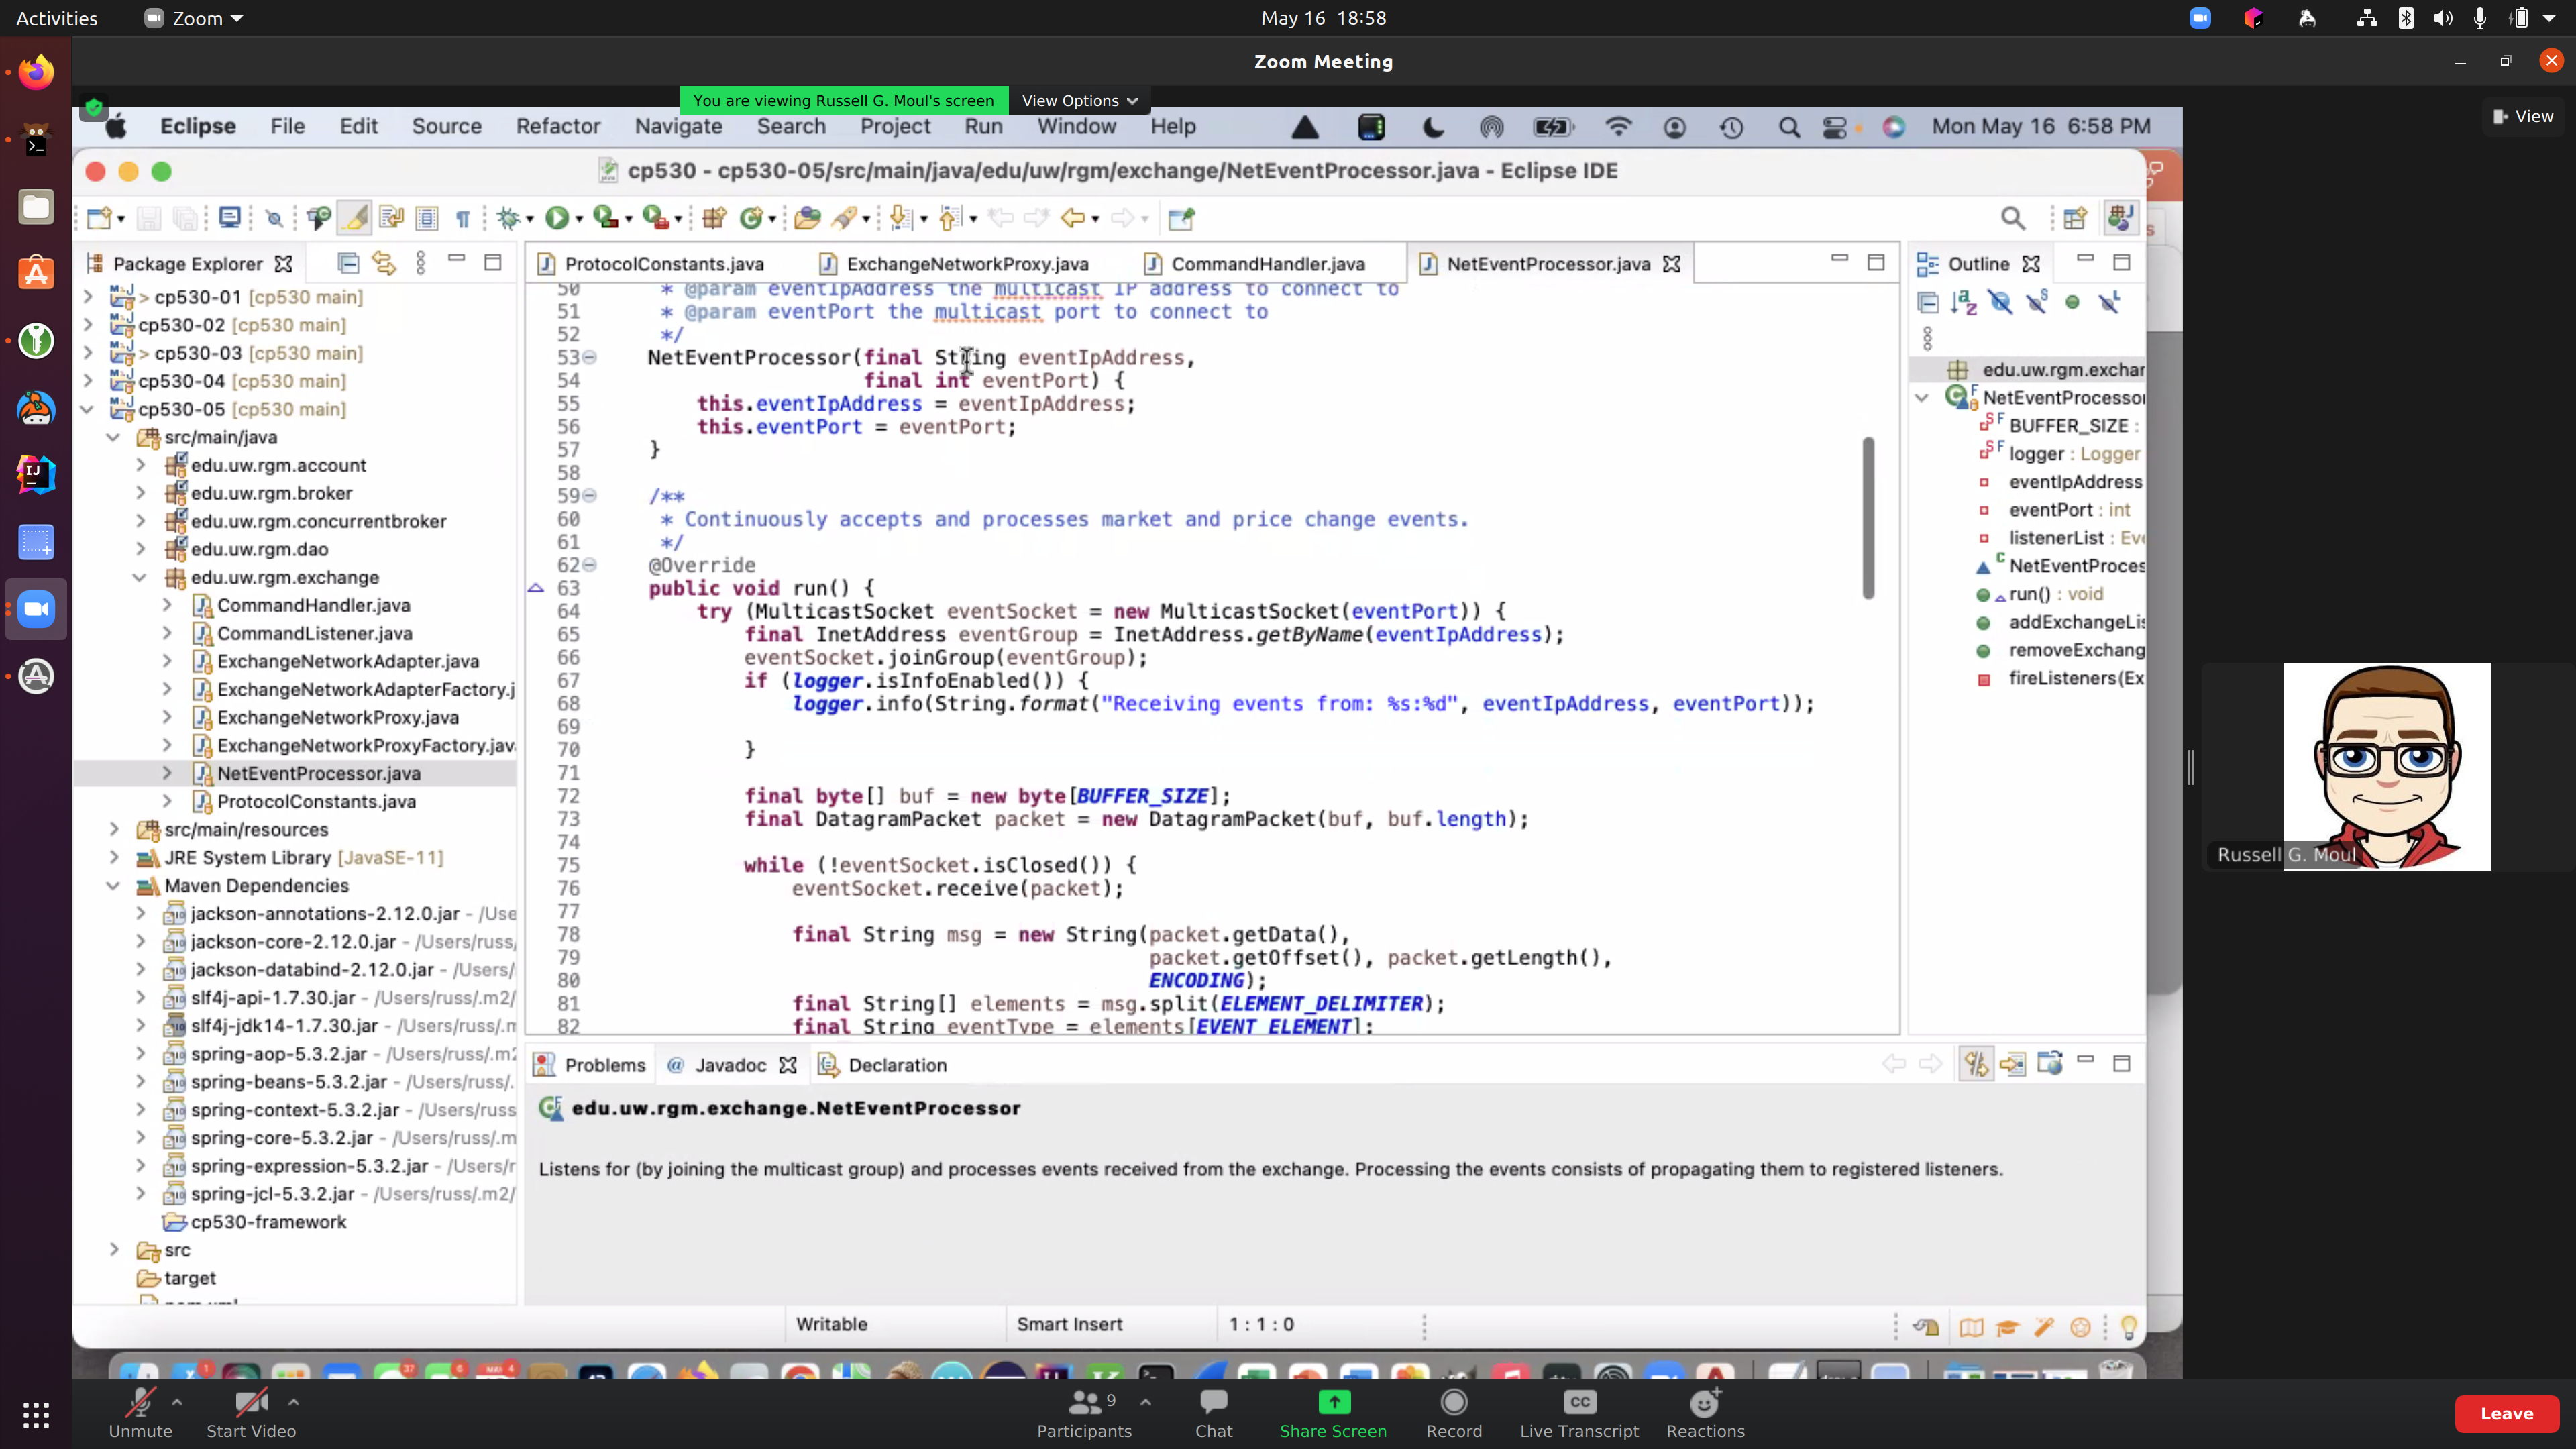 Activities
Zoom
May 16 18:58
Zoom Meeting
You are viewing Russell G. Moul's screen
View Options
View
Eclipse File Edit Source Refactor Navigate Search Project Run Window Help
Mon May 16 6:58 PM
cp530 - cp530-05/src/main/java/edu/uw/rgm/exchange/NetEventProcessor.java - Eclipse IDE
Package Explorer
> cp530-01 [cp530 main]
cp530-02 [cp530 main]
> cp530-03 [cp530 main]
cp530-04 [cp530 main]
cp530-05 [cp530 main]
src/main/java
edu.uw.rgm.account
edu.uw.rgm.broker
edu.uw.rgm.concurrentbroker
edu.uw.rgm.dao
edu.uw.rgm.exchange
CommandHandler.java
CommandListener.java
ExchangeNetworkAdapter.java
ExchangeNetworkAdapterFactory.j
ExchangeNetworkProxy.java
ExchangeNetworkProxyFactory.jav
NetEventProcessor.java
ProtocolConstants.java
src/main/resources
JRE System Library [JavaSE-11]
Maven Dependencies
jackson-annotations-2.12.0.jar - /Use
jackson-core-2.12.0.jar - /Users/russ/
jackson-databind-2.12.0.jar - /Users/
slf4j-api-1.7.30.jar - /Users/russ/.m2/
slf4j-jdk14-1.7.30.jar - /Users/russ/.m
spring-aop-5.3.2.jar - /Users/russ/.m2
spring-beans-5.3.2.jar - /Users/russ/.
spring-context-5.3.2.jar - /Users/russ
spring-core-5.3.2.jar - /Users/russ/.m
spring-expression-5.3.2.jar - /Users/r
spring-jcl-5.3.2.jar - /Users/russ/.m2/
cp530-framework
src
target
ProtocolConstants.java
ExchangeNetworkProxy.java
CommandHandler.java
NetEventProcessor.java
50 * @param eventIpAddress the multicast IP address to connect to
51 * @param eventPort the multicast port to connect to
52 */
53 NetEventProcessor(final String eventIpAddress,
54 final int eventPort) {
55 this.eventIpAddress = eventIpAddress;
56 this.eventPort = eventPort;
57 }
58
59 /**
60 * Continuously accepts and processes market and price change events.
61 */
62 @Override
63 public void run() {
64 try (MulticastSocket eventSocket = new MulticastSocket(eventPort)) {
65 final InetAddress eventGroup = InetAddress.getByName(eventIpAddress);
66 eventSocket.joinGroup(eventGroup);
67 if (logger.isInfoEnabled()) {
68 logger.info(String.format("Receiving events from: %s:%d", eventIpAddress, eventPort));
69
70 }
71
72 final byte[] buf = new byte[BUFFER_SIZE];
73 final DatagramPacket packet = new DatagramPacket(buf, buf.length);
74
75 while (!eventSocket.isClosed()) {
76 eventSocket.receive(packet);
77
78 final String msg = new String(packet.getData(),
79 packet.getOffset(), packet.getLength(),
80 ENCODING);
81 final String[] elements = msg.split(ELEMENT_DELIMITER);
82 final String eventType = elements[EVENT_ELEMENT];
Outline
edu.uw.rgm.exchar
NetEventProcessor
BUFFER_SIZE :
logger : Logger
eventIpAddress
eventPort : int
listenerList : Eve
NetEventProces
run() : void
addExchangeLis
removeExchang
fireListeners(Ex
Problems
@ Javadoc
Declaration
edu.uw.rgm.exchange.NetEventProcessor
Listens for (by joining the multicast group) and processes events received from the exchange. Processing the events consists of propagating them to registered listeners.
Writable
Smart Insert
1 : 1 : 0
Russell G. Moul
Unmute
Start Video
9
Participants
Chat
Share Screen
Record
CC
Live Transcript
Reactions
Leave